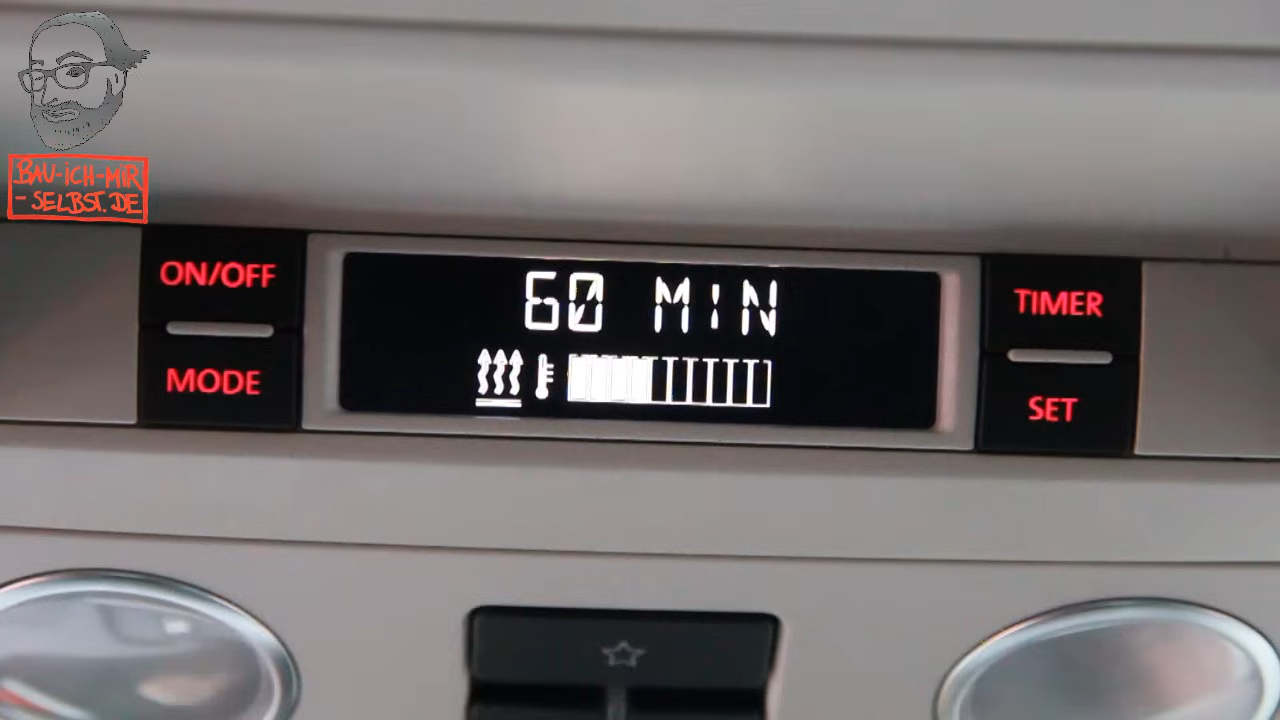 BAU-ICH-MIR
-SELBST.DE
ON/OFF
MODE
60 MIN
TIMER
SET